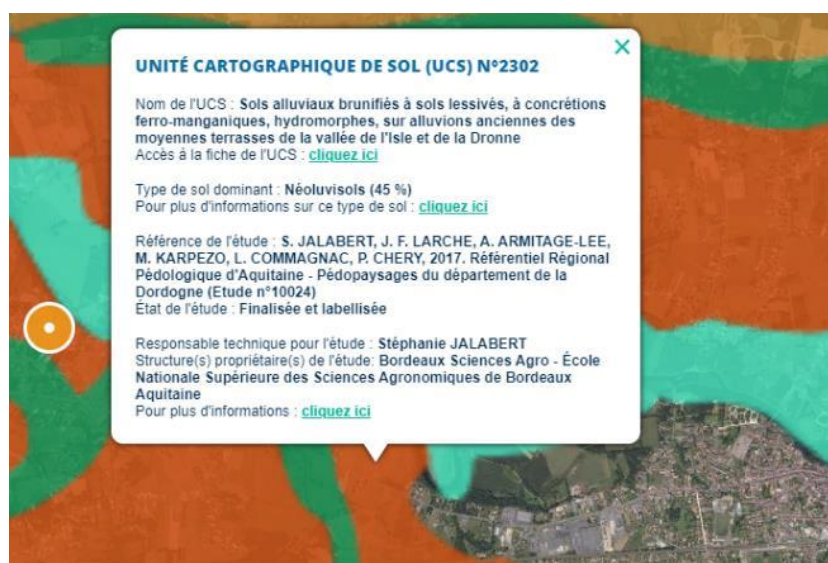 UNITÉ CARTOGRAPHIQUE DE SOL (UCS) N°2302
Nom de l'UCS : Sols alluviaux brunifiés à sols lessivés, à concrétions
ferro-manganiques, hydromorphes, sur alluvions anciennes des
moyennes terrasses de la vallée de l'Isle et de la Dronne
Accès à la fiche de l'UCS : cliquez ici
Type de sol dominant : Néoluvisols (45 %)
Pour plus d'informations sur ce type de sol : cliquez ici
Référence de l'étude : S. JALABERT, J. F. LARCHE, A. ARMITAGE-LEE,
M. KARPEZO, L. COMMAGNAC, P. CHERY, 2017. Référentiel Régional
Pédologique d'Aquitaine - Pédopaysages du département de la
Dordogne (Etude n°10024)
État de l'étude : Finalisée et labellisée
Responsable technique pour l'étude : Stéphanie JALABERT
Structure(s) propriétaire(s) de l'étude: Bordeaux Sciences Agro - École
Nationale Supérieure des Sciences Agronomiques de Bordeaux
Aquitaine
Pour plus d'informations : cliquez ici